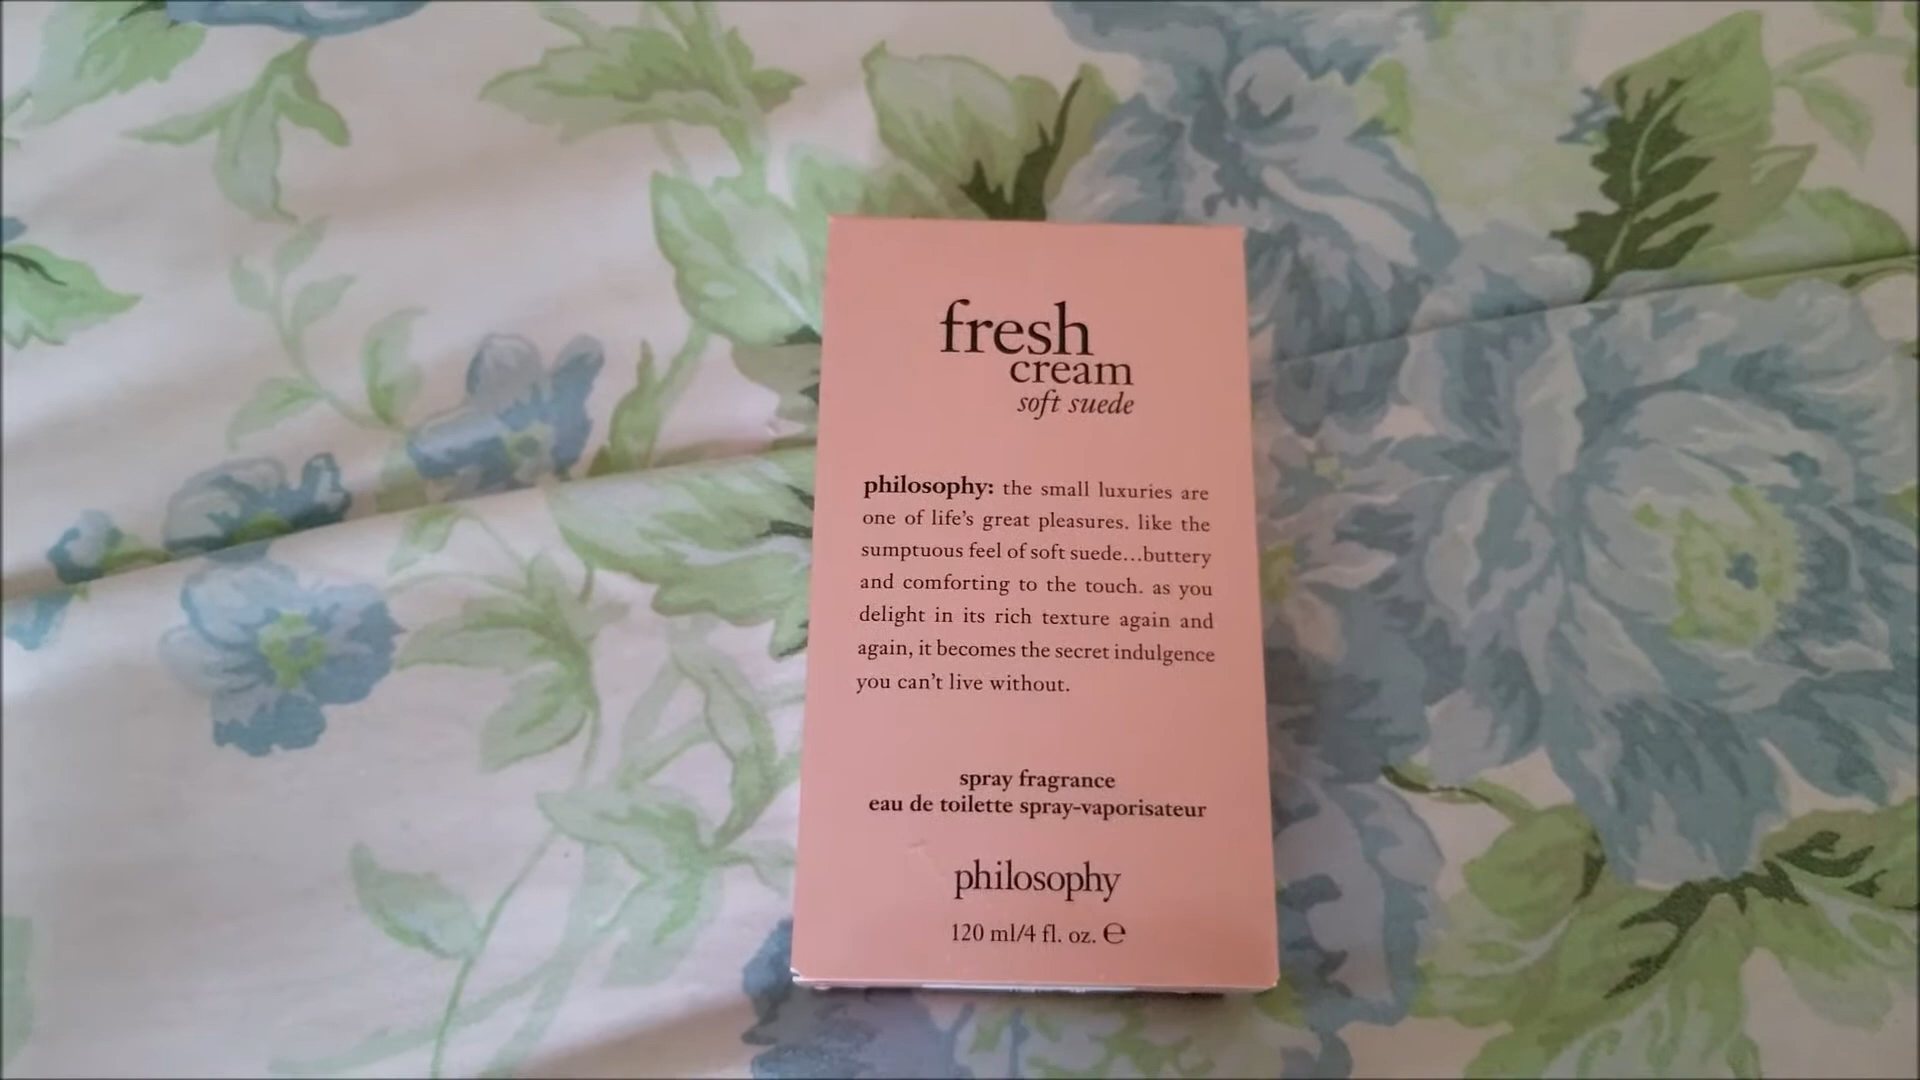 fresh
cream
soft suede
philosophy: the small luxuries are
one of life's great pleasures. like the
sumptuous feel of soft suede...buttery
and comforting to the touch. as you
delight in its rich texture again and
again, it becomes the secret indulgence
you can't live without.
spray fragrance
eau de toilette spray-vaporisateur
philosophy
120 ml/4 fl. oz. ℮